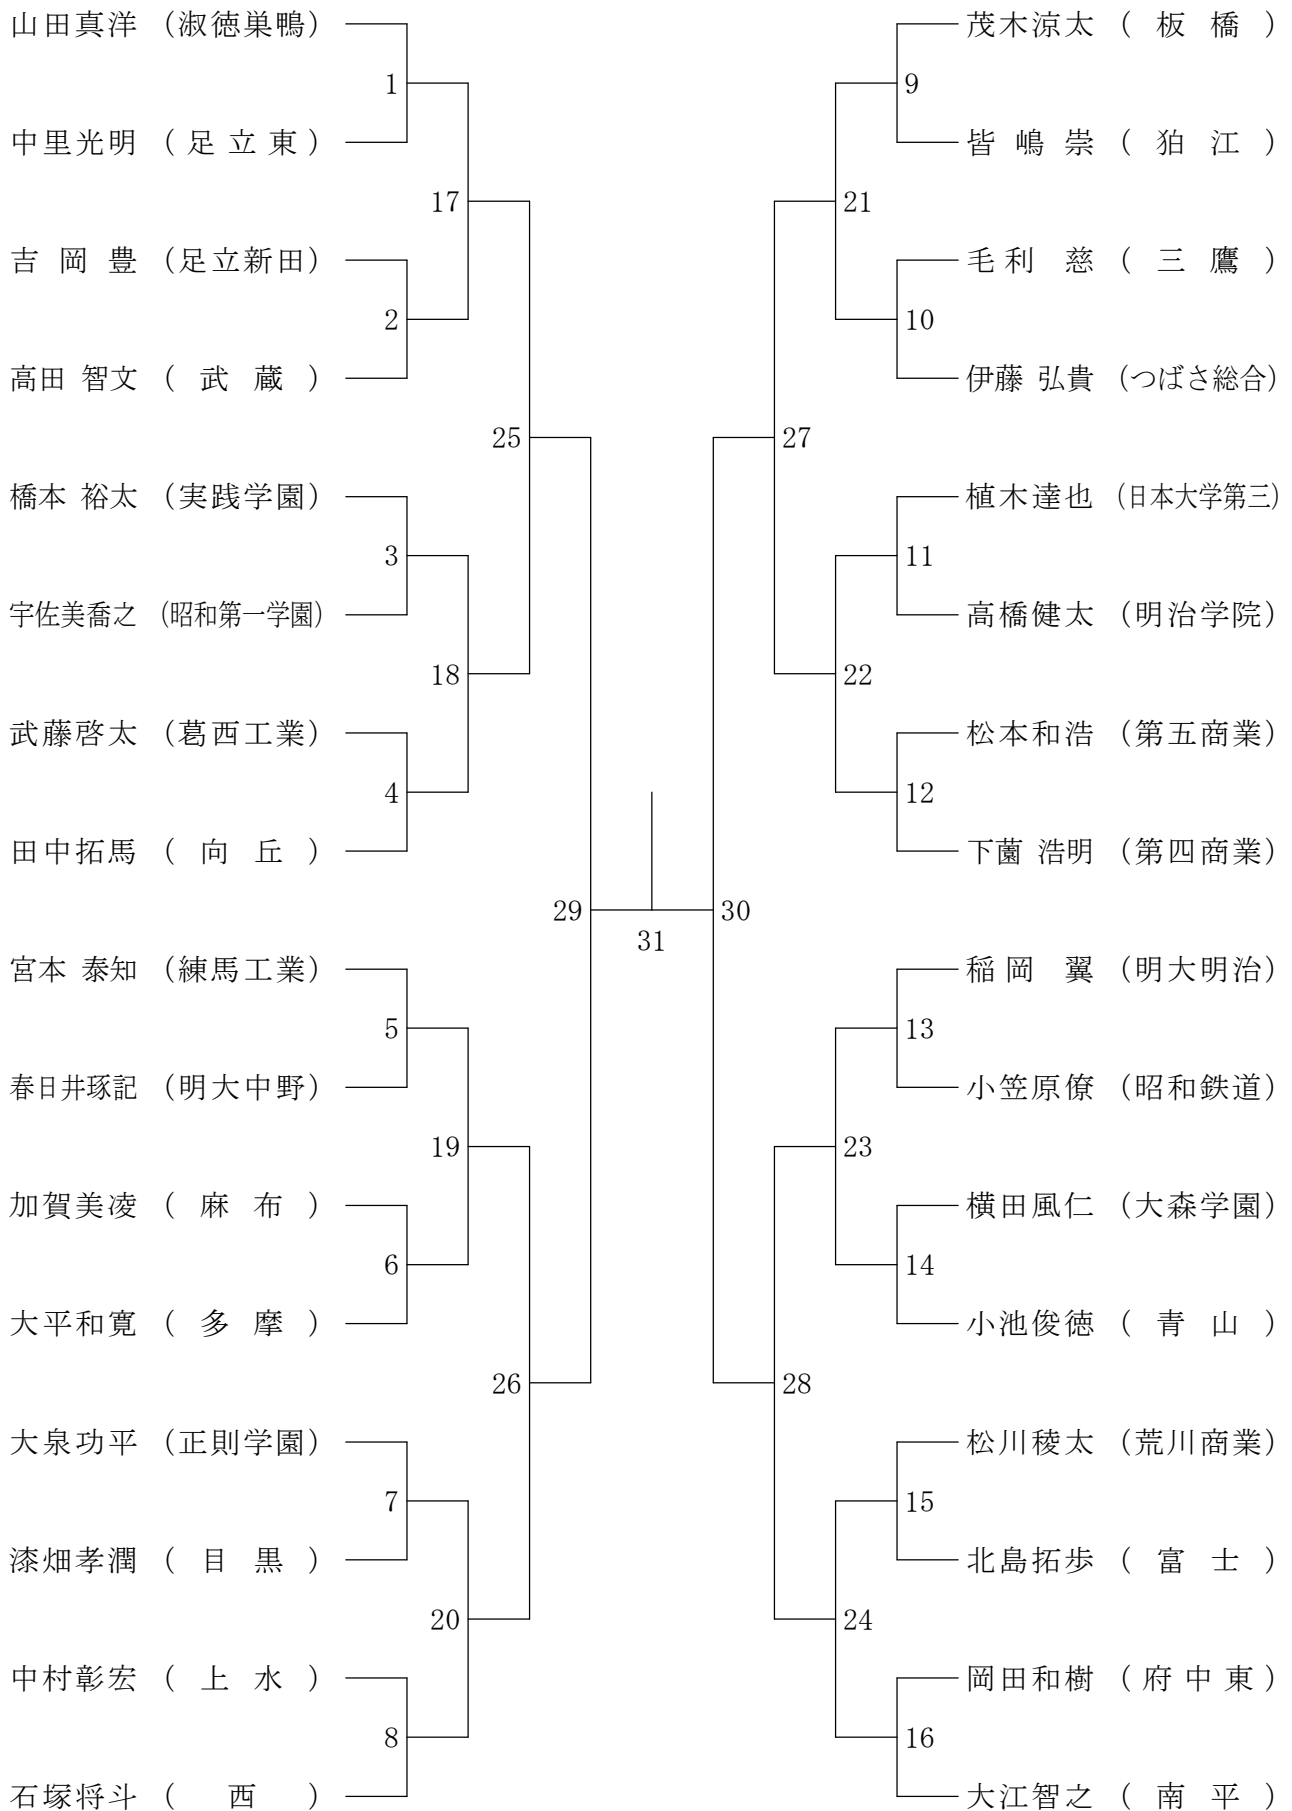 山田真洋 (淑徳巣鴨)
1
中里光明 (足立東)
17
吉岡豊 (足立新田)
2
高田 智文 (武蔵)
25
橋本 裕太 (実践学園)
3
宇佐美喬之 (昭和第一学園)
18
武藤啓太 (葛西工業)
4
田中拓馬 (向丘)
29
宮本 泰知 (練馬工業)
5
春日井琢記 (明大中野)
19
加賀美凌 (麻布)
6
大平和寛 (多摩)
26
大泉功平 (正則学園)
7
漆畑孝潤 (目黒)
20
中村彰宏 (上水)
8
石塚将斗 (西)
31
茂木涼太 (板橋)
9
皆嶋崇 (狛江)
21
毛利 慈 (三鷹)
10
伊藤 弘貴 (つばさ総合)
27
植木達也 (日本大学第三)
11
高橋健太 (明治学院)
22
松本和浩 (第五商業)
12
下薗 浩明 (第四商業)
30
稲岡 翼 (明大明治)
13
小笠原僚 (昭和鉄道)
23
横田風仁 (大森学園)
14
小池俊徳 (青山)
28
松川稜太 (荒川商業)
15
北島拓歩 (富士)
24
岡田和樹 (府中東)
16
大江智之 (南平)